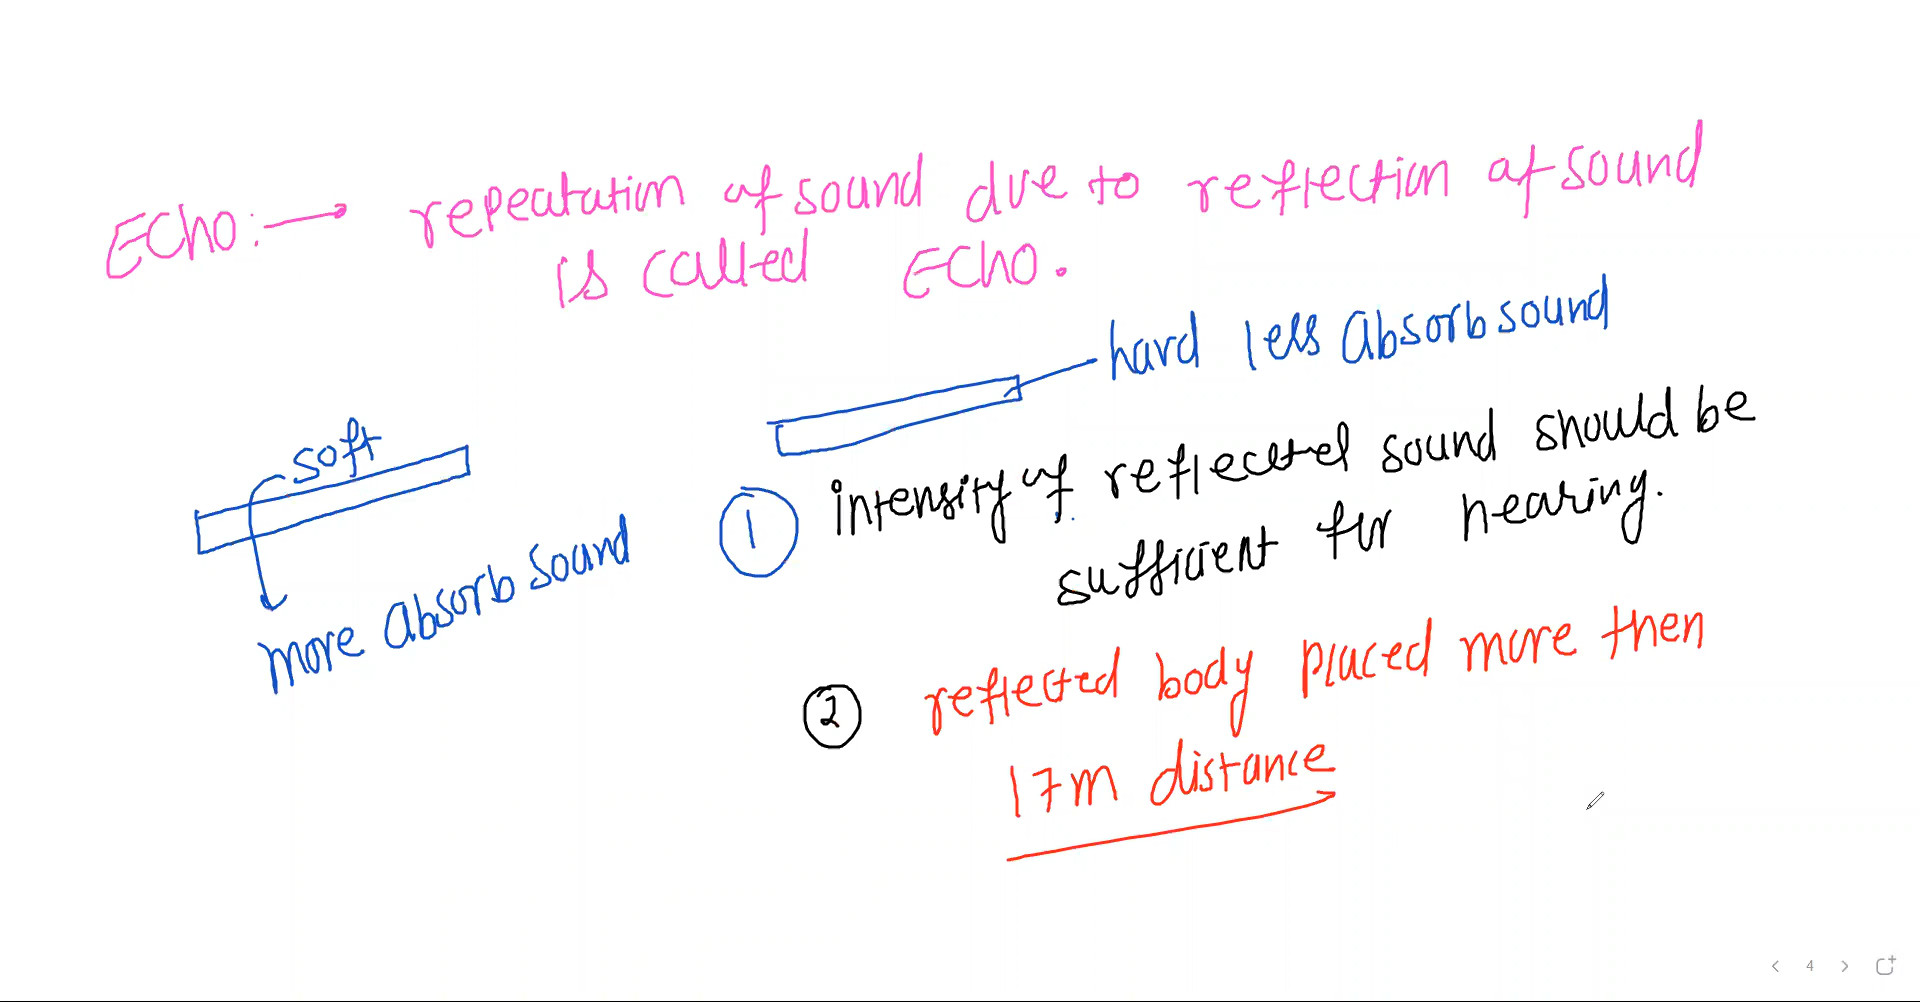 ECho:→ repeatation of sound due to reflection of sound
is called ECho.
hard less absorb sound
soft
more absorb sound
① intensity of reflected sound should be
sufficient for hearing.
② reflected body placed more then
17m distance
4